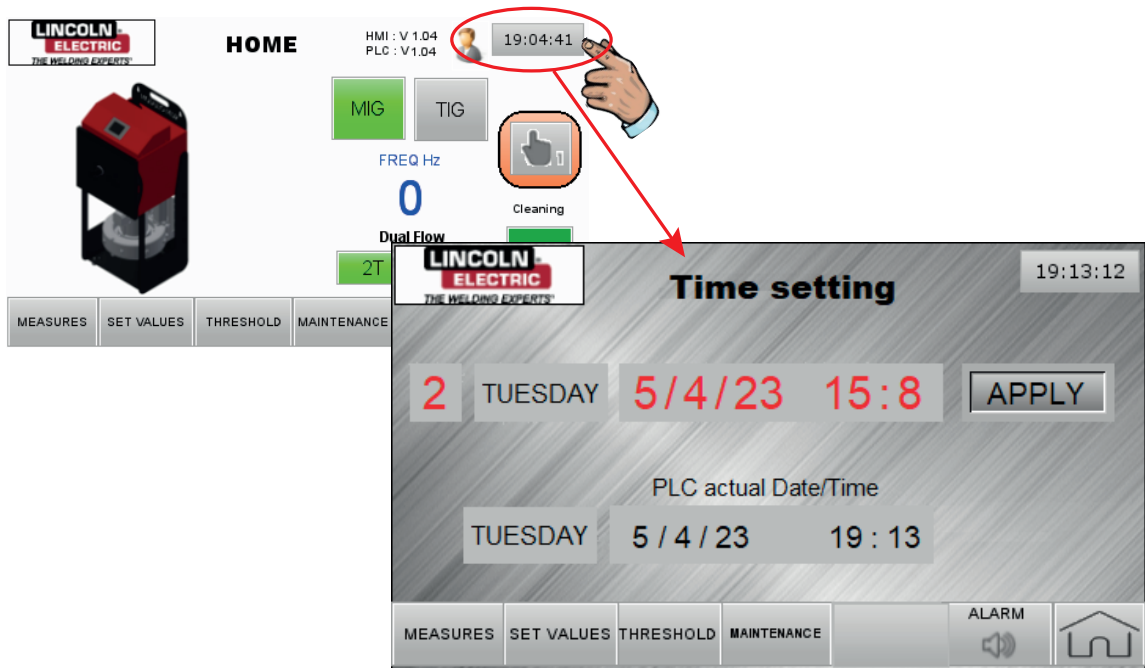 LINCOLN
ELECTRIC
THE WELDING EXPERTS®
HOME
HMI : V 1.04
PLC : V1.04
19:04:41
MIG TIG
FREQ Hz
0
Cleaning
Dual Flow
2T
MEASURES SET VALUES THRESHOLD MAINTENANCE
LINCOLN
ELECTRIC
THE WELDING EXPERTS®
Time setting
19:13:12
2 TUESDAY 5/4/23 15:8 APPLY
PLC actual Date/Time
TUESDAY 5/4/23 19:13
MEASURES SET VALUES THRESHOLD MAINTENANCE
ALARM